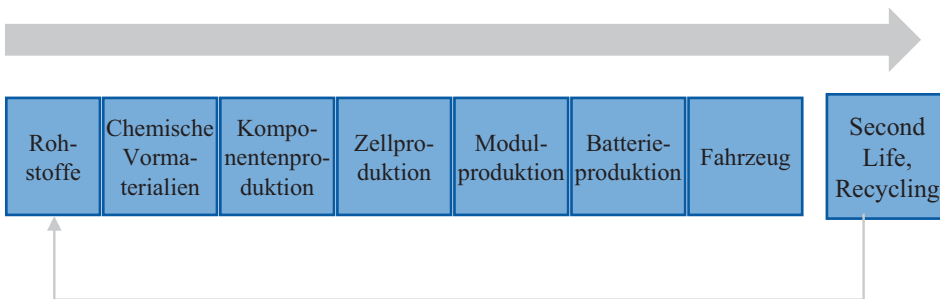 Roh-
stoffe
Chemische
Vorma-
terialien
Kompo-
nentenpro-
duktion
Zellpro-
duktion
Modul-
produktion
Batterie-
produktion
Fahrzeug
Second
Life,
Recycling